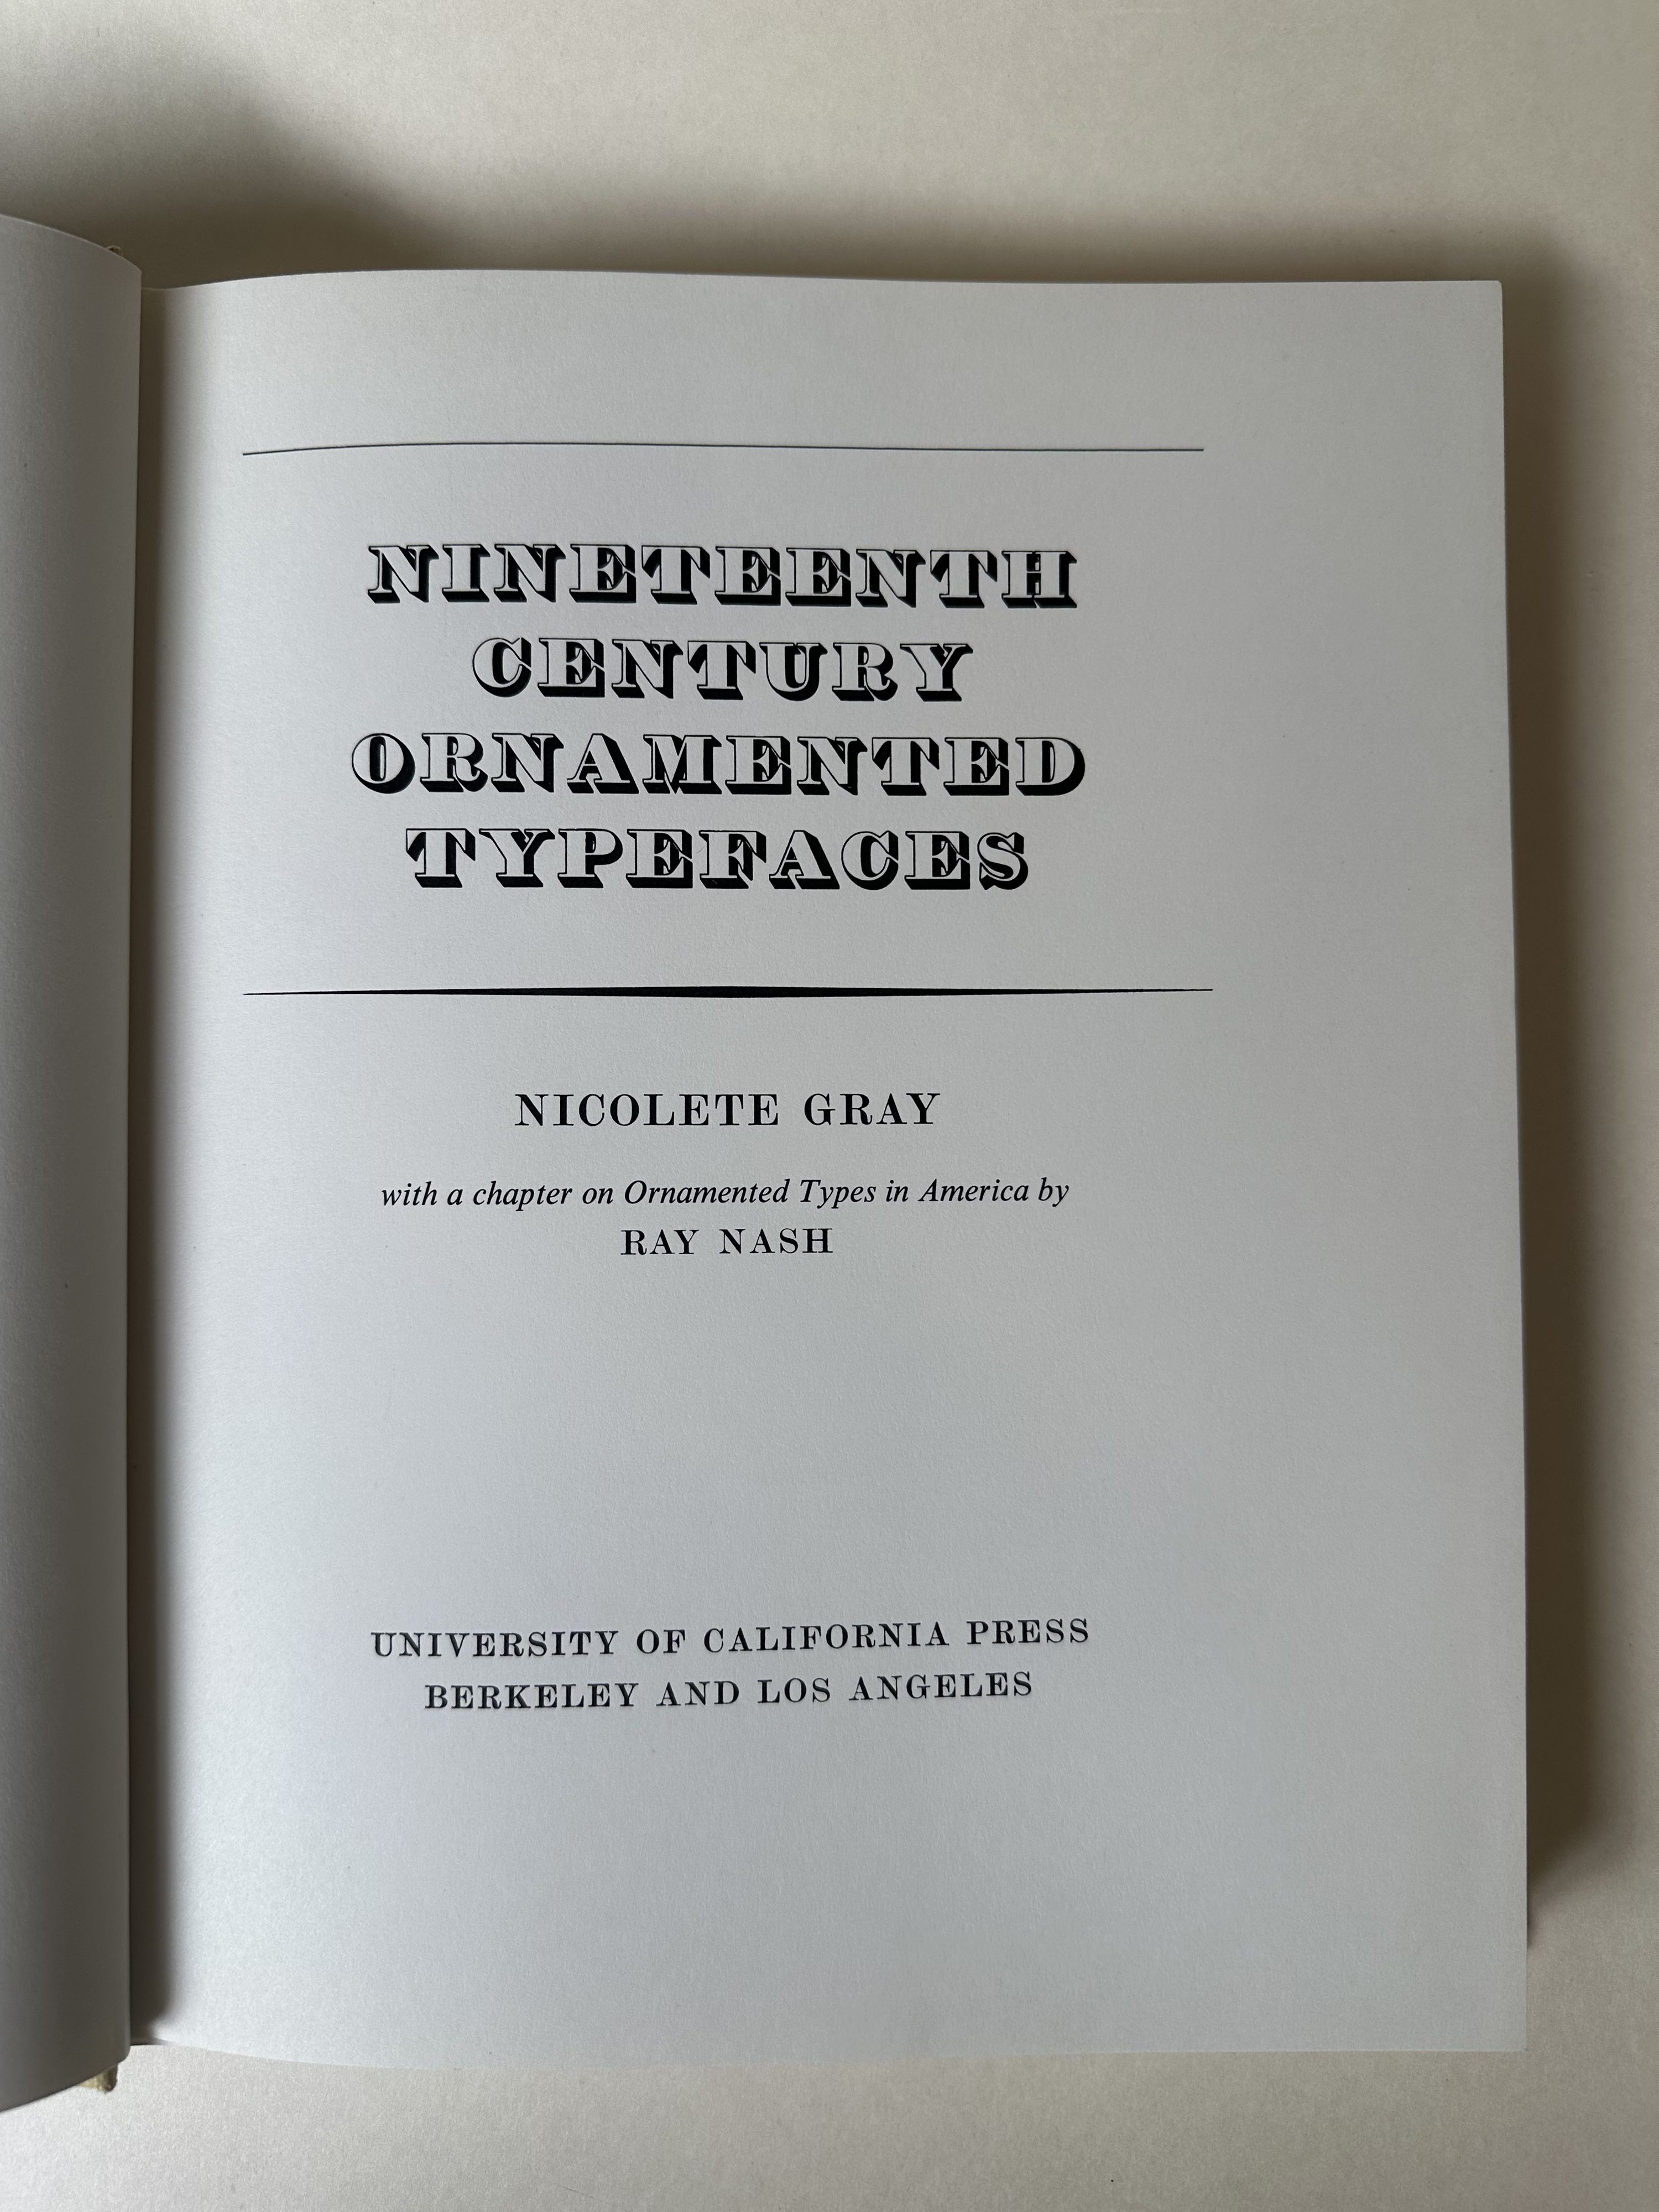 NINETEENTH
CENTURY
ORNAMENTED
TYPEFACES
NICOLETE GRAY
with a chapter on Ornamented Types in America by
RAY NASH
UNIVERSITY OF CALIFORNIA PRESS
BERKELEY AND LOS ANGELES